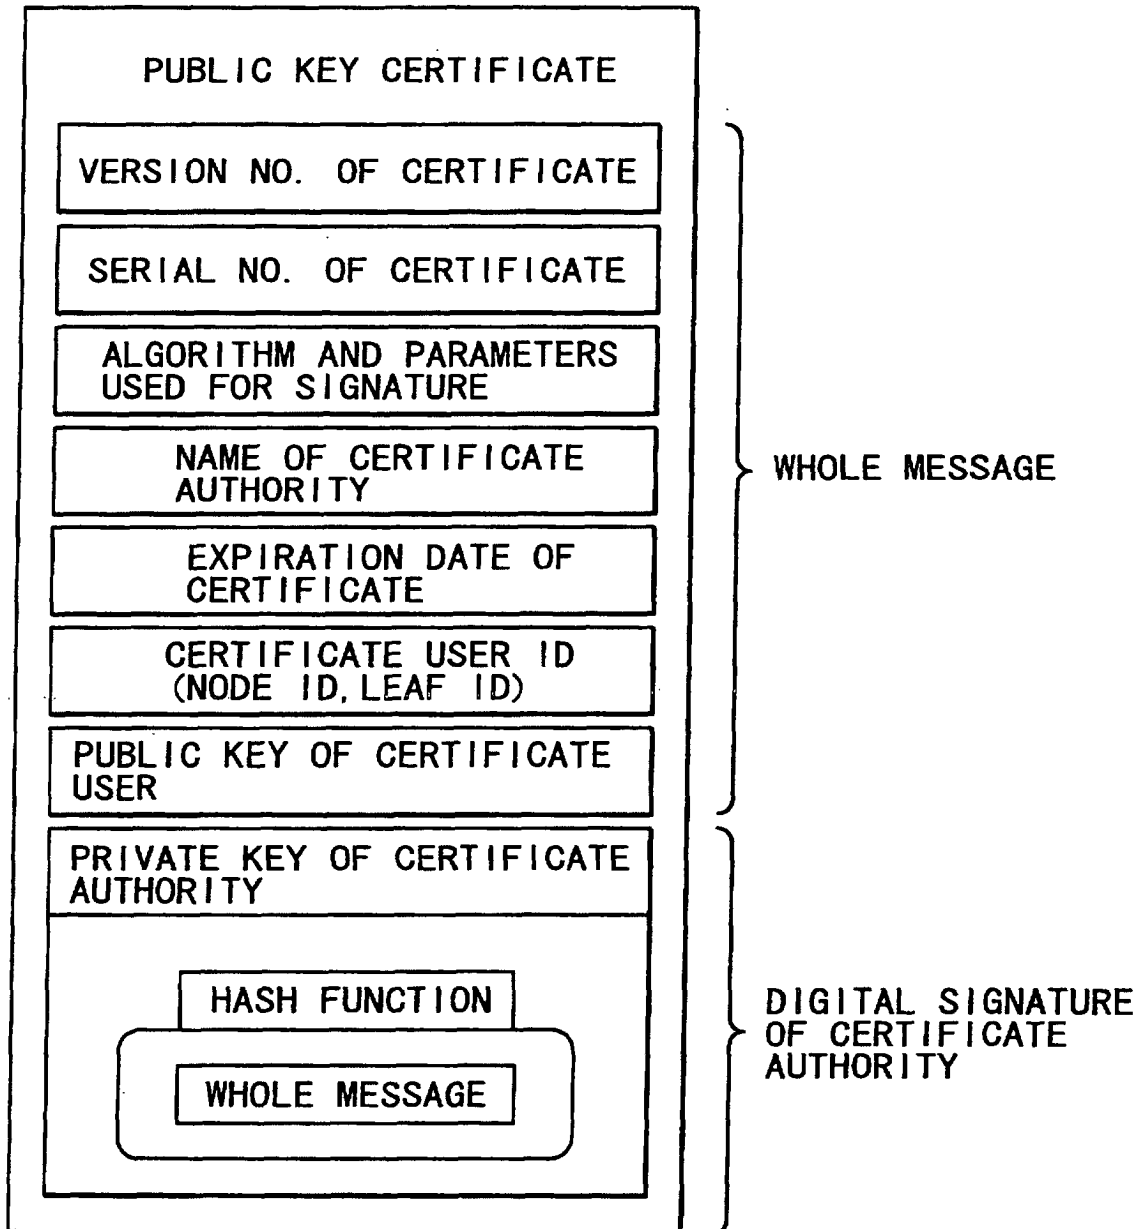 PUBLIC KEY CERTIFICATE
VERSION NO. OF CERTIFICATE
SERIAL NO. OF CERTIFICATE
ALGORITHM AND PARAMETERS
USED FOR SIGNATURE
NAME OF CERTIFICATE
AUTHORITY
EXPIRATION DATE OF
CERTIFICATE
CERTIFICATE USER ID
(NODE ID, LEAF ID)
PUBLIC KEY OF CERTIFICATE
USER
WHOLE MESSAGE
PRIVATE KEY OF CERTIFICATE
AUTHORITY
HASH FUNCTION
WHOLE MESSAGE
DIGITAL SIGNATURE
OF CERTIFICATE
AUTHORITY